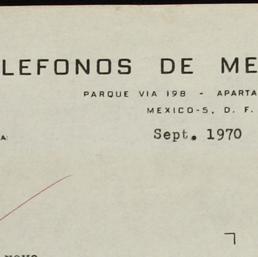 LEFONOS DE ME
PARQUE VIA 198 - APARTA
MEXICO-5, D. F.
A:
Sept. 1970